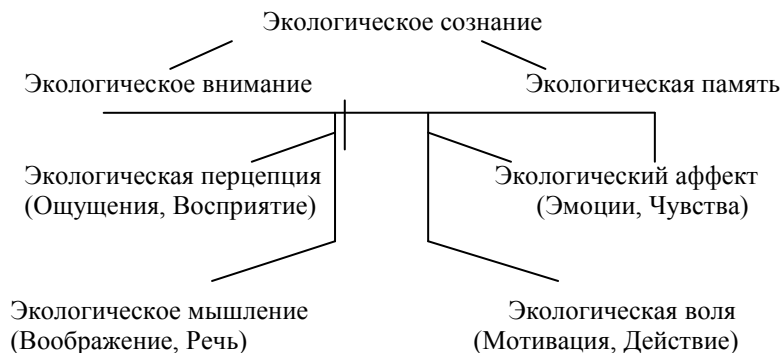 Экологическое сознание
Экологическое внимание
Экологическая память
Экологическая перцепция
(Ощущения, Восприятие)
Экологический аффект
(Эмоции, Чувства)
Экологическое мышление
(Воображение, Речь)
Экологическая воля
(Мотивация, Действие)